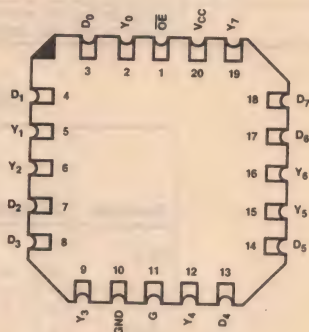 D0 Y0 OE VCC Y7
3 2 1 20 19
D1 4
Y1 5
Y2 6
D2 7
D3 8
18 D7
17 D6
16 Y6
15 Y5
14 D5
9 10 11 12 13
Y3 GND G Y4 D4